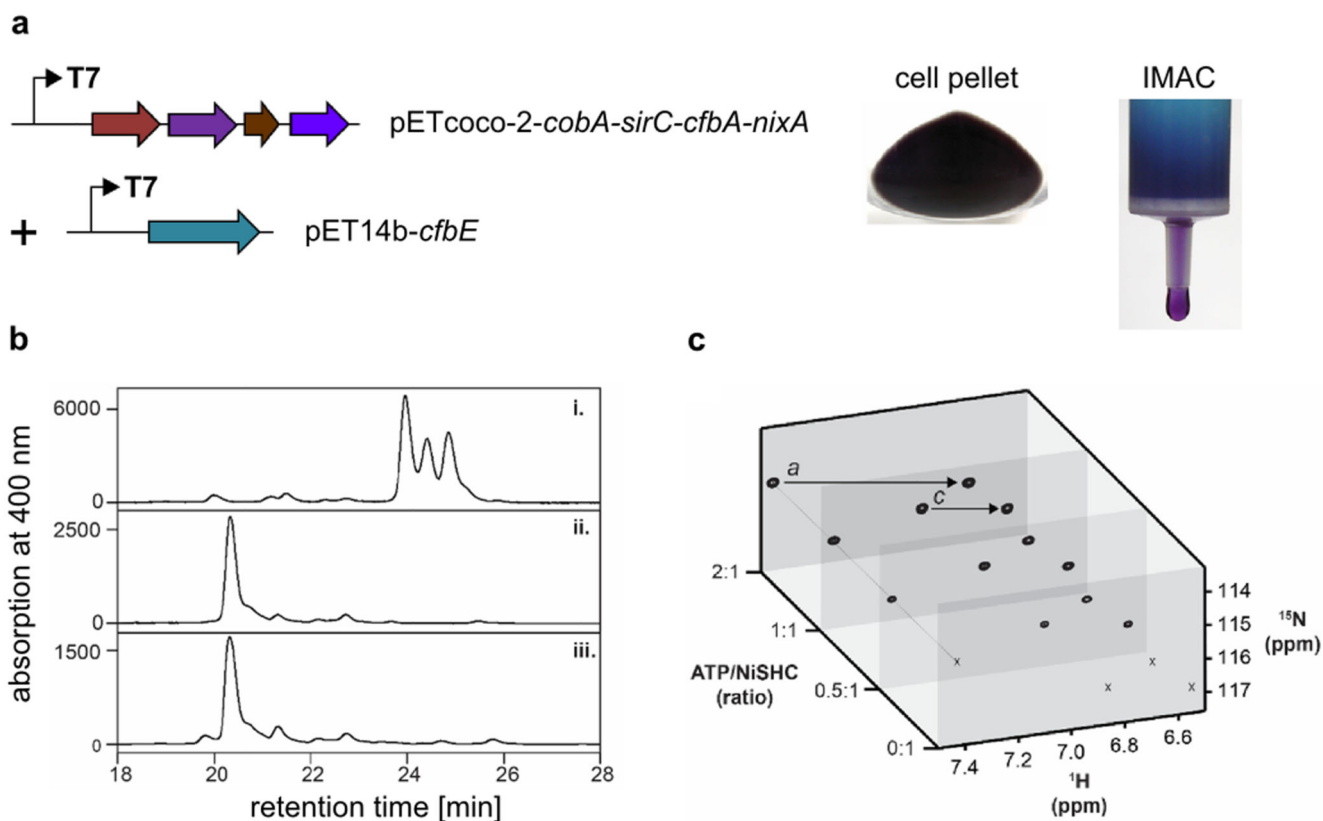 a
T7
pETcoco-2-cobA-sirC-cfbA-nixA
T7
+
pET14b-cfbE
cell pellet
IMAC
b
absorption at 400 nm
6000
0
i.
2500
0
ii.
1500
0
iii.
18 20 22 24 26 28
retention time [min]
c
a
c
2:1
1:1
0.5:1
0:1
ATP/NiSHC
(ratio)
114
115
116
117
¹⁵N
(ppm)
x x
x x
7.4 7.2 7.0 6.8 6.6
¹H
(ppm)